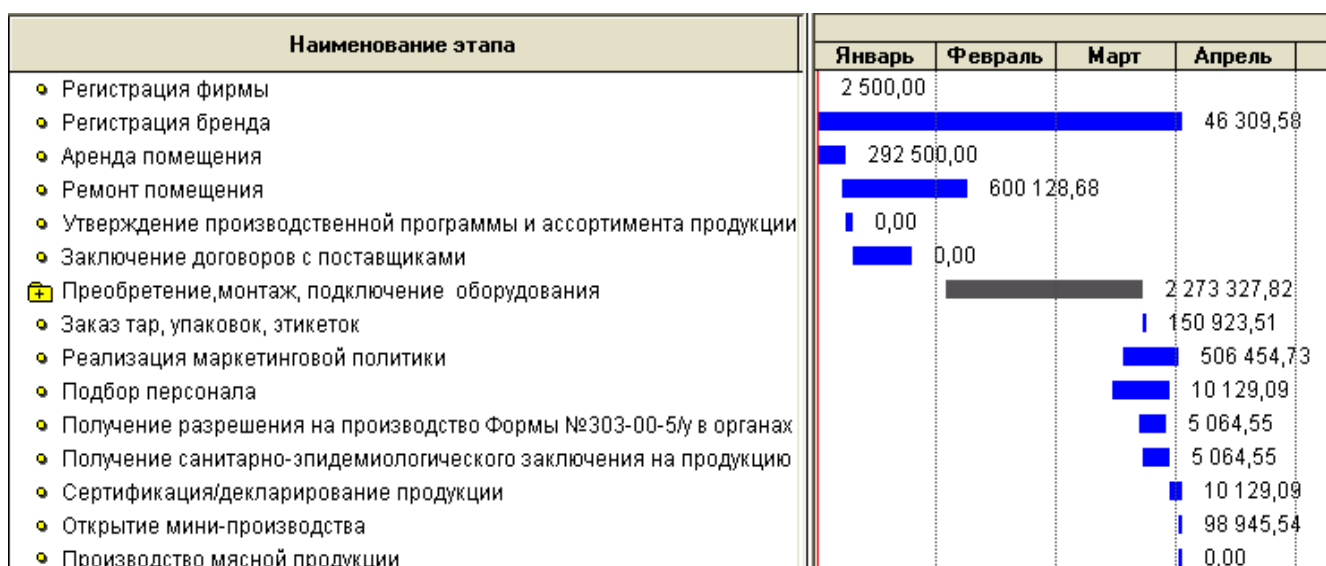 Наименование этапа
Январь Февраль Март Апрель
Регистрация фирмы 2 500,00
Регистрация бренда 46 309,58
Аренда помещения 292 500,00
Ремонт помещения 600 128,68
Утверждение производственной программы и ассортимента продукции 0,00
Заключение договоров с поставщиками 0,00
Преобретение,монтаж, подключение оборудования 2 273 327,82
Заказ тар, упаковок, этикеток 150 923,51
Реализация маркетинговой политики 506 454,73
Подбор персонала 10 129,09
Получение разрешения на производство Формы №303-00-5/у в органах 5 064,55
Получение санитарно-эпидемиологического заключения на продукцию 5 064,55
Сертификация/декларирование продукции 10 129,09
Открытие мини-производства 98 945,54
Производство мясной продукции 0,00